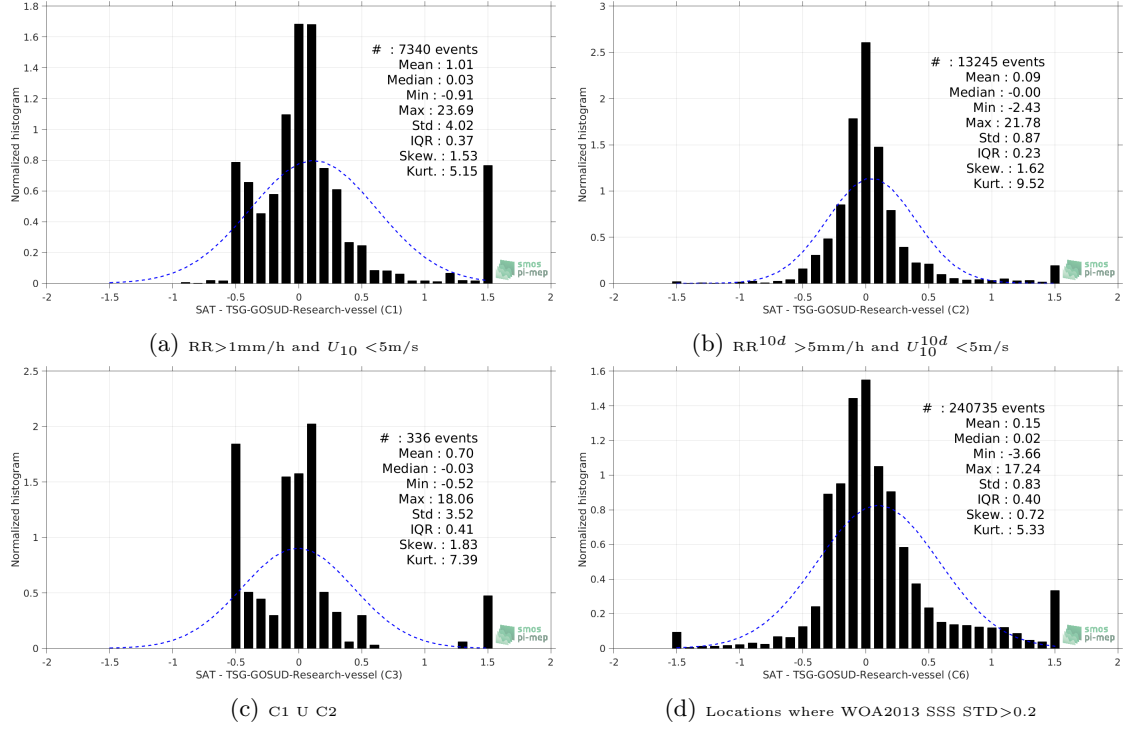 1.8
1.6
1.4
1.2
1
0.8
0.6
0.4
0.2
0
Normalized histogram
# : 7340 events
Mean : 1.01
Median : 0.03
Min : -0.91
Max : 23.69
Std : 4.02
IQR : 0.37
Skew. : 1.53
Kurt. : 5.15
smos
pi-mep
-2 -1.5 -1 -0.5 0 0.5 1 1.5 2
SAT - TSG-GOSUD-Research-vessel (C1)
(a) RR>1mm/h and U10 <5m/s
3
2.5
2
1.5
1
0.5
0
Normalized histogram
# : 13245 events
Mean : 0.09
Median : -0.00
Min : -2.43
Max : 21.78
Std : 0.87
IQR : 0.23
Skew. : 1.62
Kurt. : 9.52
smos
pi-mep
-2 -1.5 -1 -0.5 0 0.5 1 1.5 2
SAT - TSG-GOSUD-Research-vessel (C2)
(b) RR^10d >5mm/h and U10^10d <5m/s
2.5
2
1.5
1
0.5
0
Normalized histogram
# : 336 events
Mean : 0.70
Median : -0.03
Min : -0.52
Max : 18.06
Std : 3.52
IQR : 0.41
Skew. : 1.83
Kurt. : 7.39
smos
pi-mep
-2 -1.5 -1 -0.5 0 0.5 1 1.5 2
SAT - TSG-GOSUD-Research-vessel (C3)
(c) C1 U C2
1.6
1.4
1.2
1
0.8
0.6
0.4
0.2
0
Normalized histogram
# : 240735 events
Mean : 0.15
Median : 0.02
Min : -3.66
Max : 17.24
Std : 0.83
IQR : 0.40
Skew. : 0.72
Kurt. : 5.33
smos
pi-mep
-2 -1.5 -1 -0.5 0 0.5 1 1.5 2
SAT - TSG-GOSUD-Research-vessel (C6)
(d) Locations where WOA2013 SSS STD>0.2